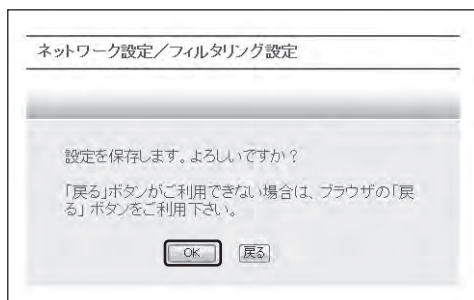 ネットワーク設定／フィルタリング設定
設定を保存します。よろしいですか？
「戻る」ボタンがご利用できない場合は、ブラウザの「戻
る」ボタンをご利用下さい。
OK 戻る